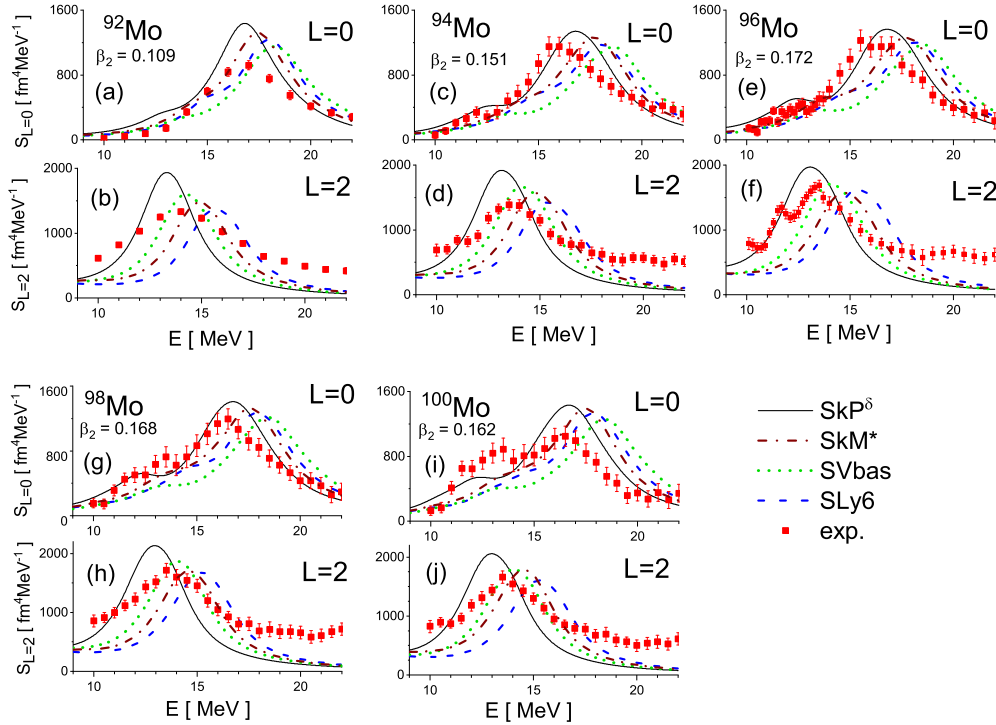 ⁹²Mo
β₂ = 0.109
L=0
(a)
S_{L=0} [ fm⁴MeV⁻¹]
1600
800
0
10 15 20
⁹⁴Mo
β₂ = 0.151
L=0
(c)
1600
800
0
10 15 20
⁹⁶Mo
β₂ = 0.172
L=0
(e)
1600
800
0
10 15 20
(b)
L=2
S_{L=2} [ fm⁴MeV⁻¹]
2000
1000
0
10 15 20
E [ MeV ]
(d)
L=2
2000
1000
0
10 15 20
E [ MeV ]
(f)
L=2
2000
1000
0
10 15 20
E [ MeV ]
⁹⁸Mo
β₂ = 0.168
L=0
(g)
S_{L=0} [ fm⁴MeV⁻¹]
1600
800
0
10 15 20
¹⁰⁰Mo
β₂ = 0.162
L=0
(i)
1600
800
0
10 15 20
SkPᵟ
SkM*
SVbas
SLy6
exp.
(h)
L=2
S_{L=2} [ fm⁴MeV⁻¹]
2000
1000
0
10 15 20
E [ MeV ]
(j)
L=2
2000
1000
0
10 15 20
E [ MeV ]